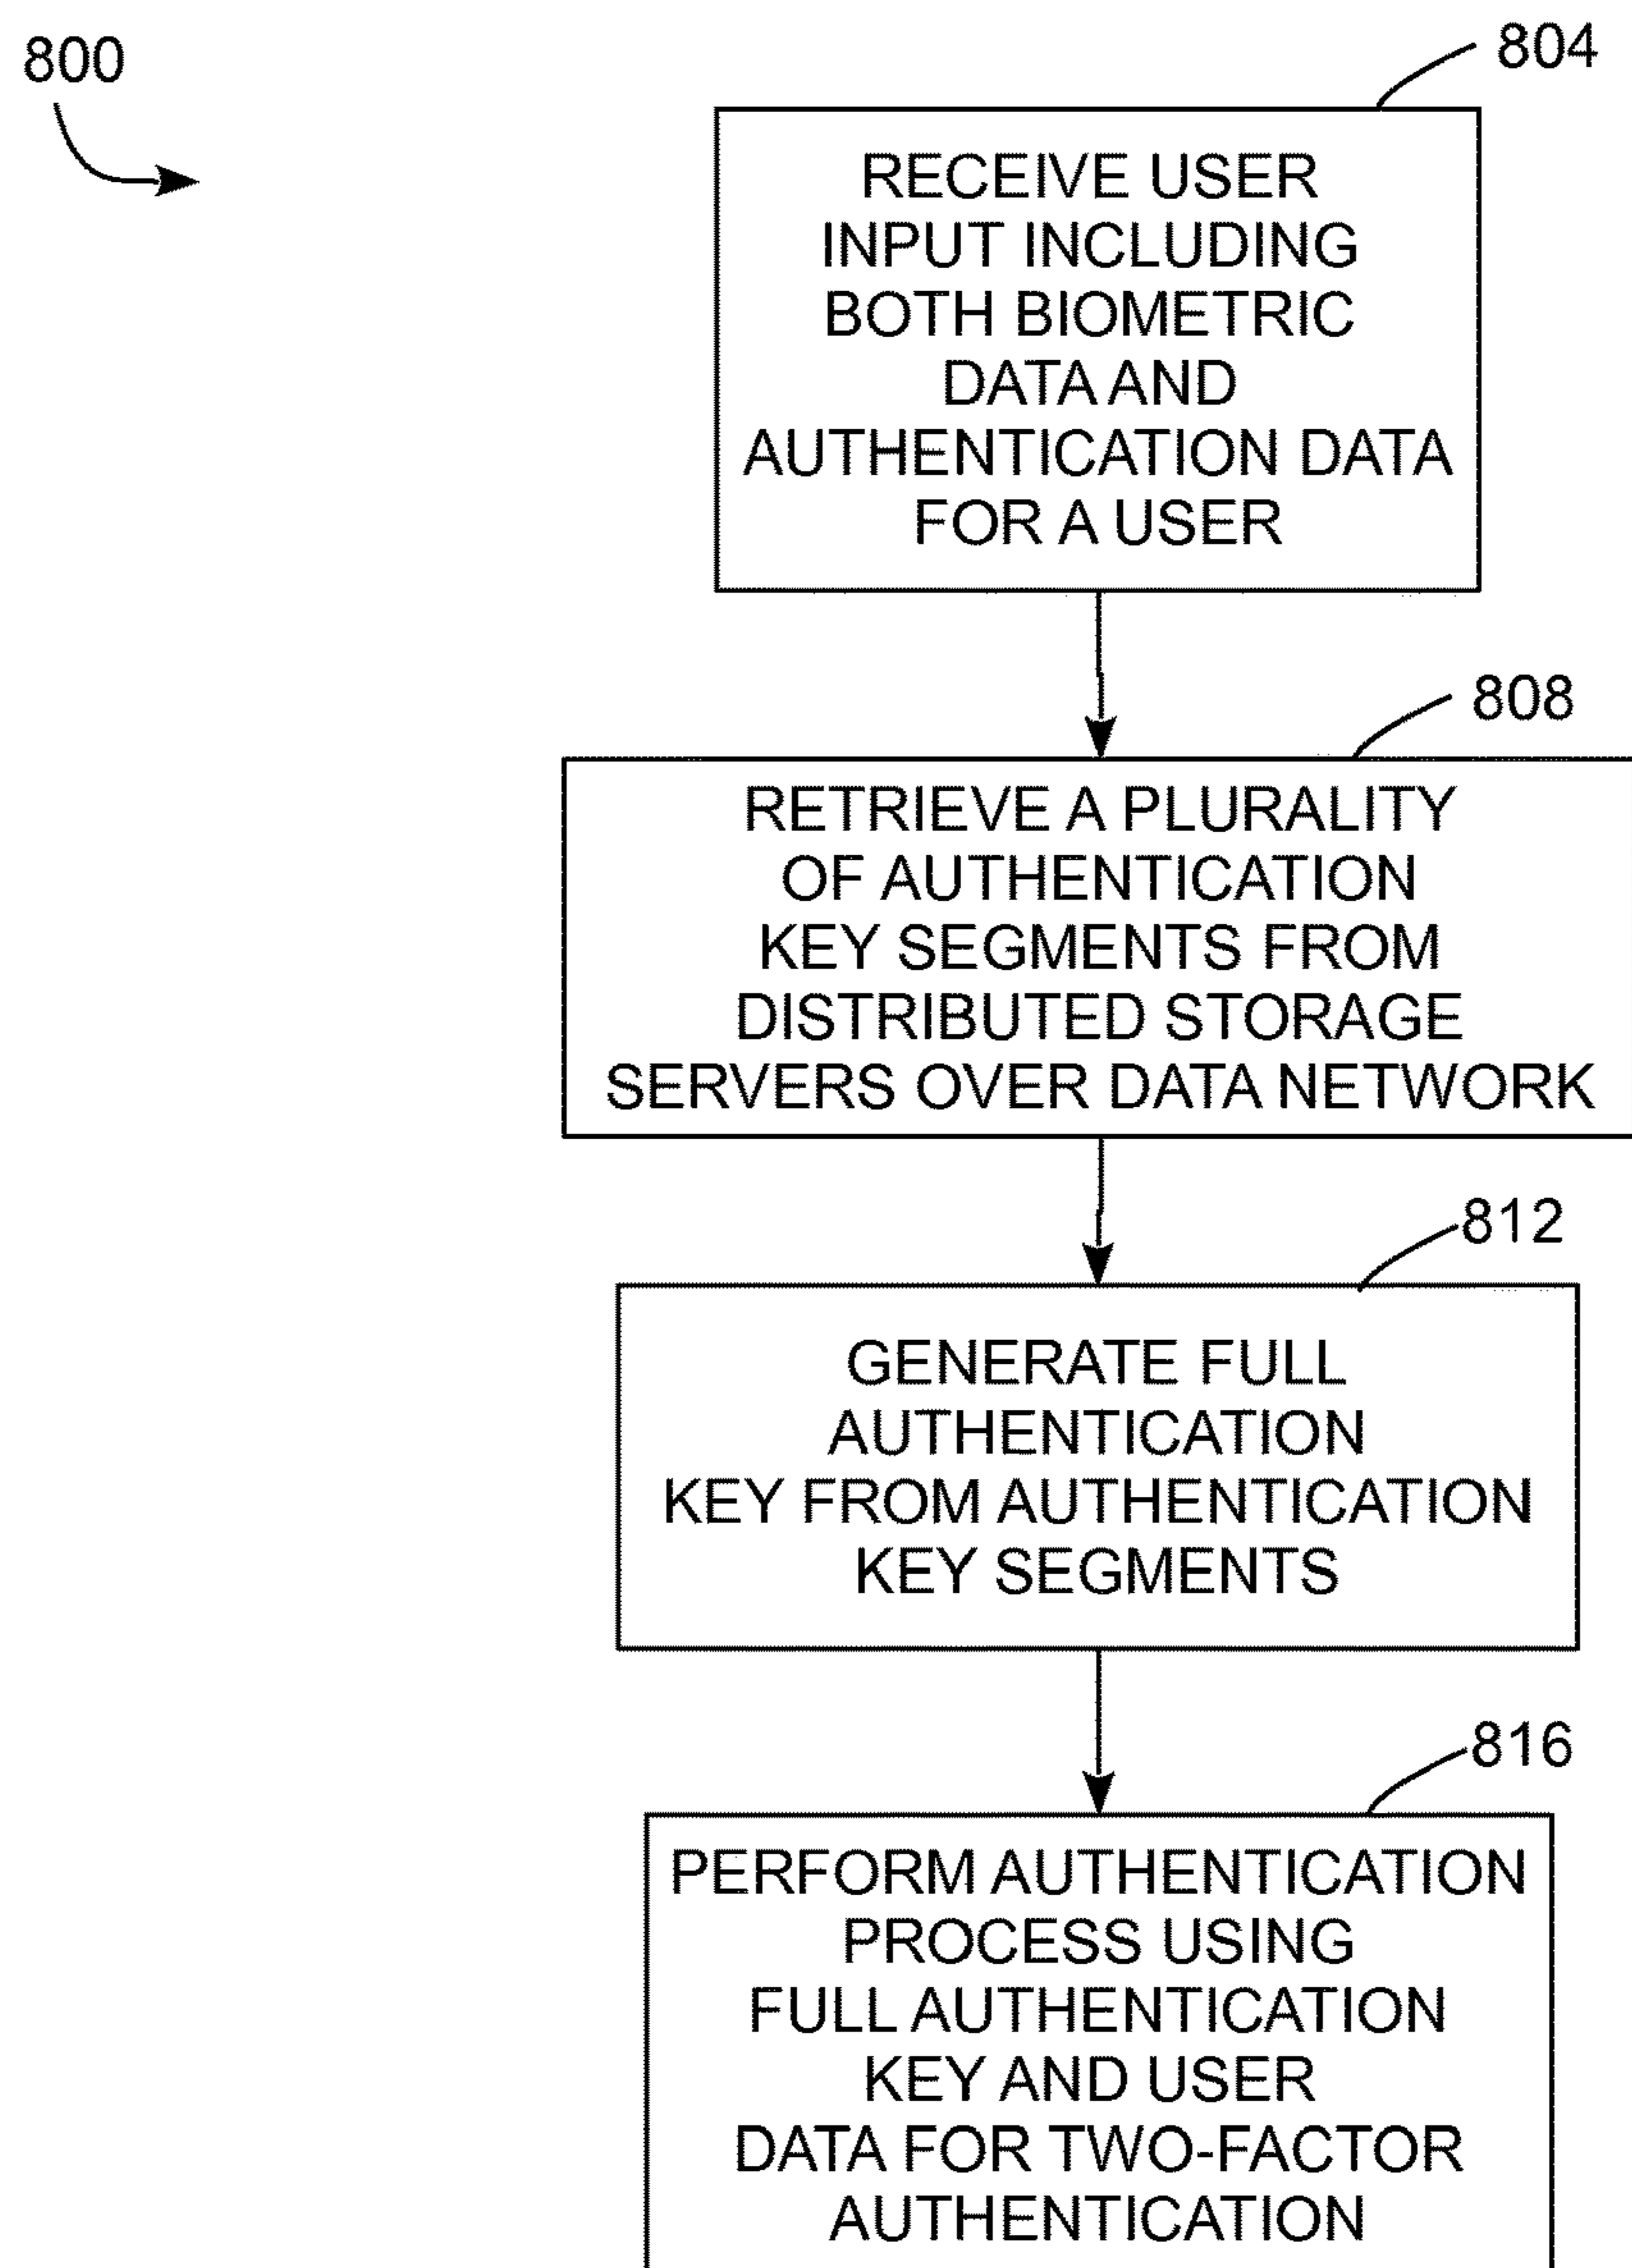 800
804
RECEIVE USER
INPUT INCLUDING
BOTH BIOMETRIC
DATA AND
AUTHENTICATION DATA
FOR A USER
808
RETRIEVE A PLURALITY
OF AUTHENTICATION
KEY SEGMENTS FROM
DISTRIBUTED STORAGE
SERVERS OVER DATA NETWORK
812
GENERATE FULL
AUTHENTICATION
KEY FROM AUTHENTICATION
KEY SEGMENTS
816
PERFORM AUTHENTICATION
PROCESS USING
FULL AUTHENTICATION
KEY AND USER
DATA FOR TWO-FACTOR
AUTHENTICATION